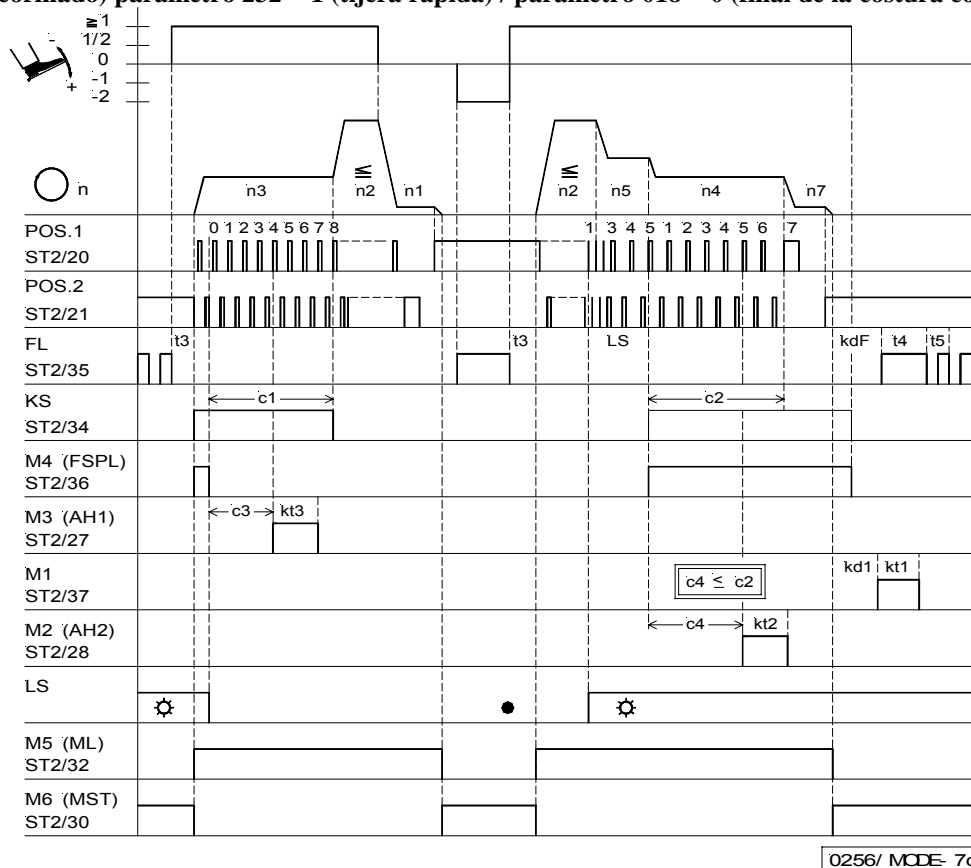 parámetro 232 = 1 (tijera rápida) / parámetro 018 = 0 (final de la costura
≥ 1
- 1/2
0
-1
+ -2
n
n3
≤
n2
n1
≤
n2
n5
n4
n7
POS.1
ST2/20
0 1 2 3 4 5 6 7 8
1 3 4 5 1 2 3 4 5 6 7
POS.2
ST2/21
FL
ST2/35
t3
t3
LS
kdF
t4
t5
KS
ST2/34
c1
c2
M4 (FSPL)
ST2/36
M3 (AH1)
ST2/27
c3
kt3
M1
ST2/37
c4 ≤ c2
kd1
kt1
M2 (AH2)
ST2/28
c4
kt2
LS
M5 (ML)
ST2/32
M6 (MST)
ST2/30
0256/ MODE- 7